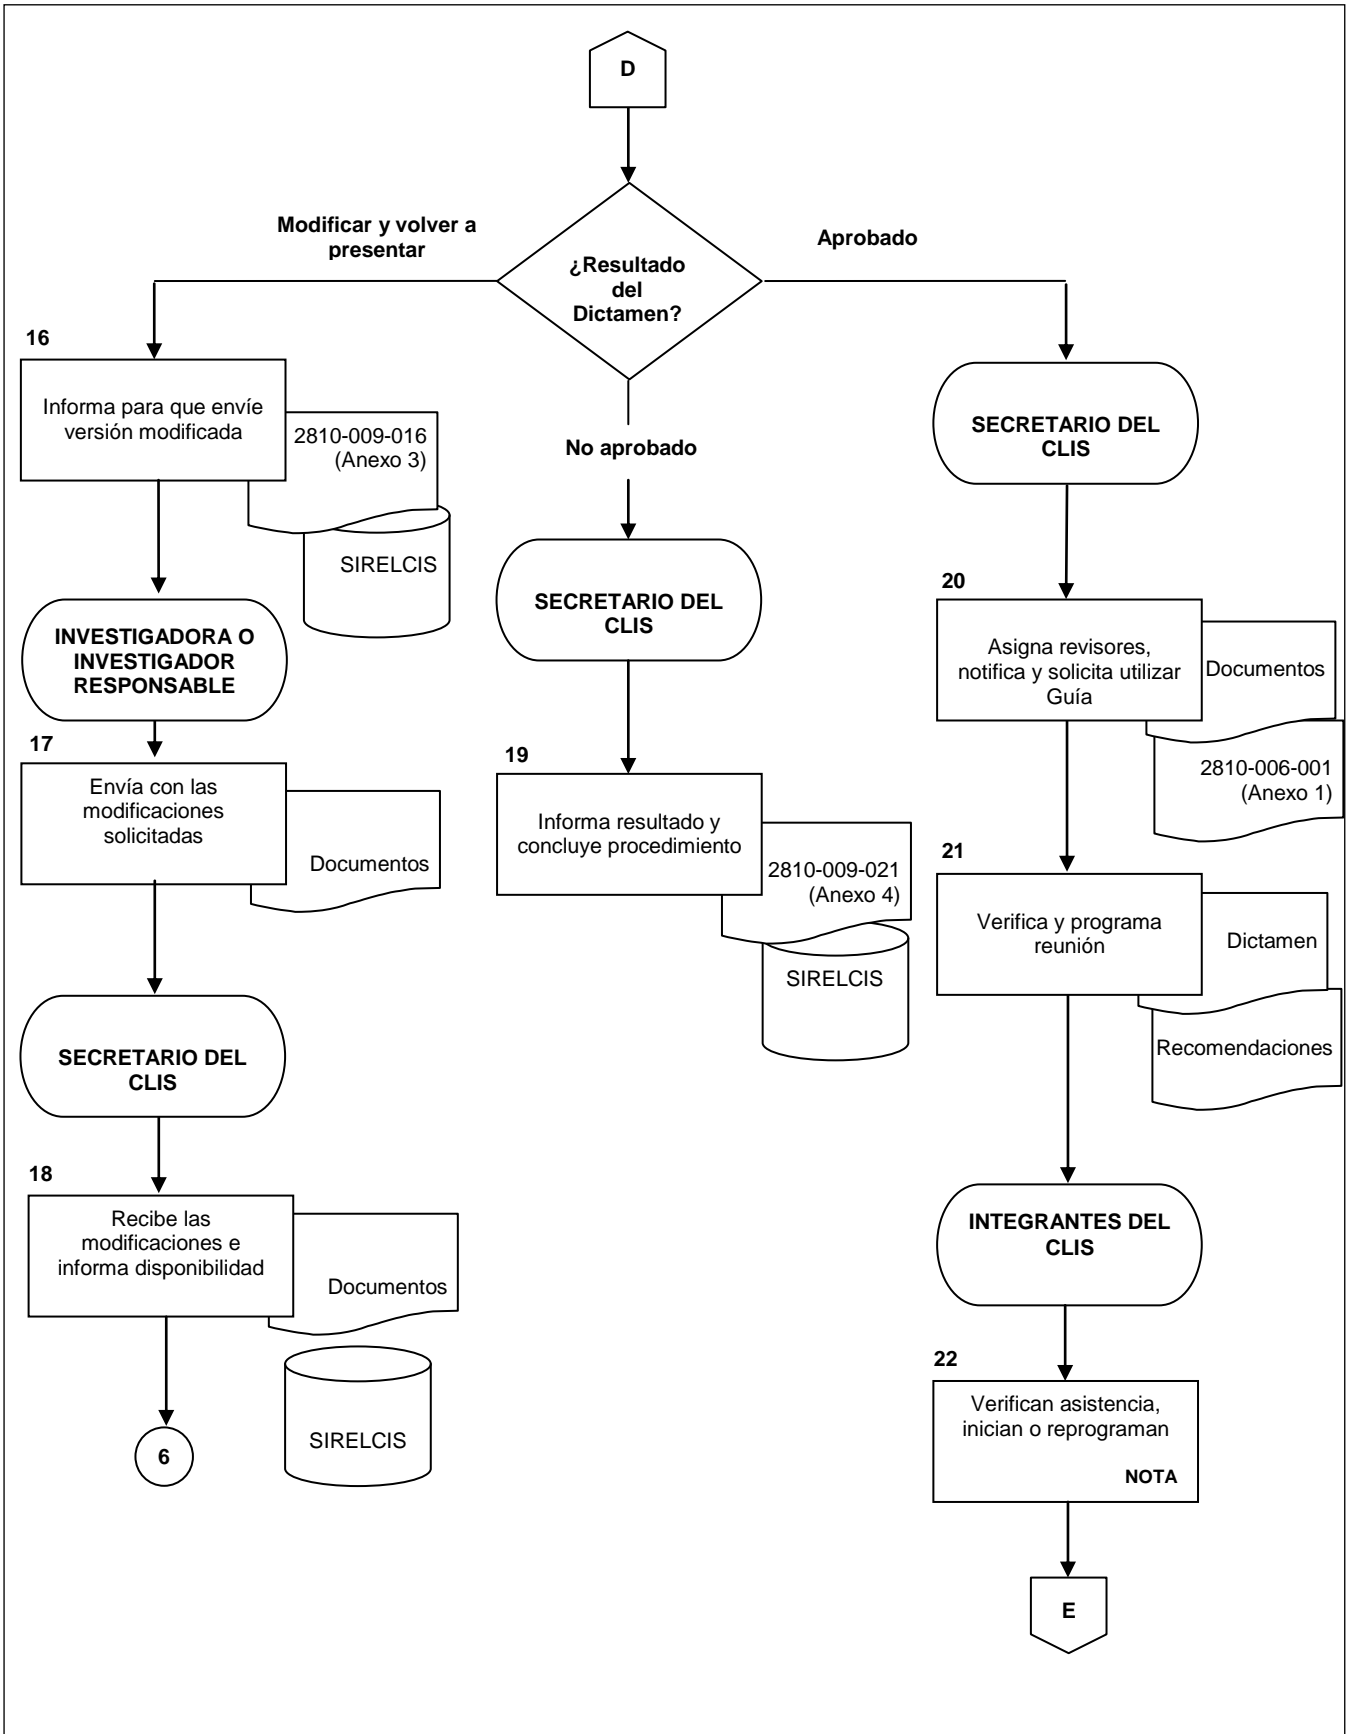 D
¿Resultado
del
Dictamen?
Modificar y volver a
presentar
16
Informa para que envíe
versión modificada
2810-009-016
(Anexo 3)
SIRELCIS
INVESTIGADORA O
INVESTIGADOR
RESPONSABLE
17
Envía con las
modificaciones
solicitadas
Documentos
SECRETARIO DEL
CLIS
18
Recibe las
modificaciones e
informa disponibilidad
Documentos
SIRELCIS
6
No aprobado
SECRETARIO DEL
CLIS
19
Informa resultado y
concluye procedimiento
2810-009-021
(Anexo 4)
SIRELCIS
Aprobado
SECRETARIO DEL
CLIS
20
Asigna revisores,
notifica y solicita utilizar
Guía
Documentos
2810-006-001
(Anexo 1)
21
Verifica y programa
reunión
Dictamen
Recomendaciones
INTEGRANTES DEL
CLIS
22
Verifican asistencia,
inician o reprograman
NOTA
E